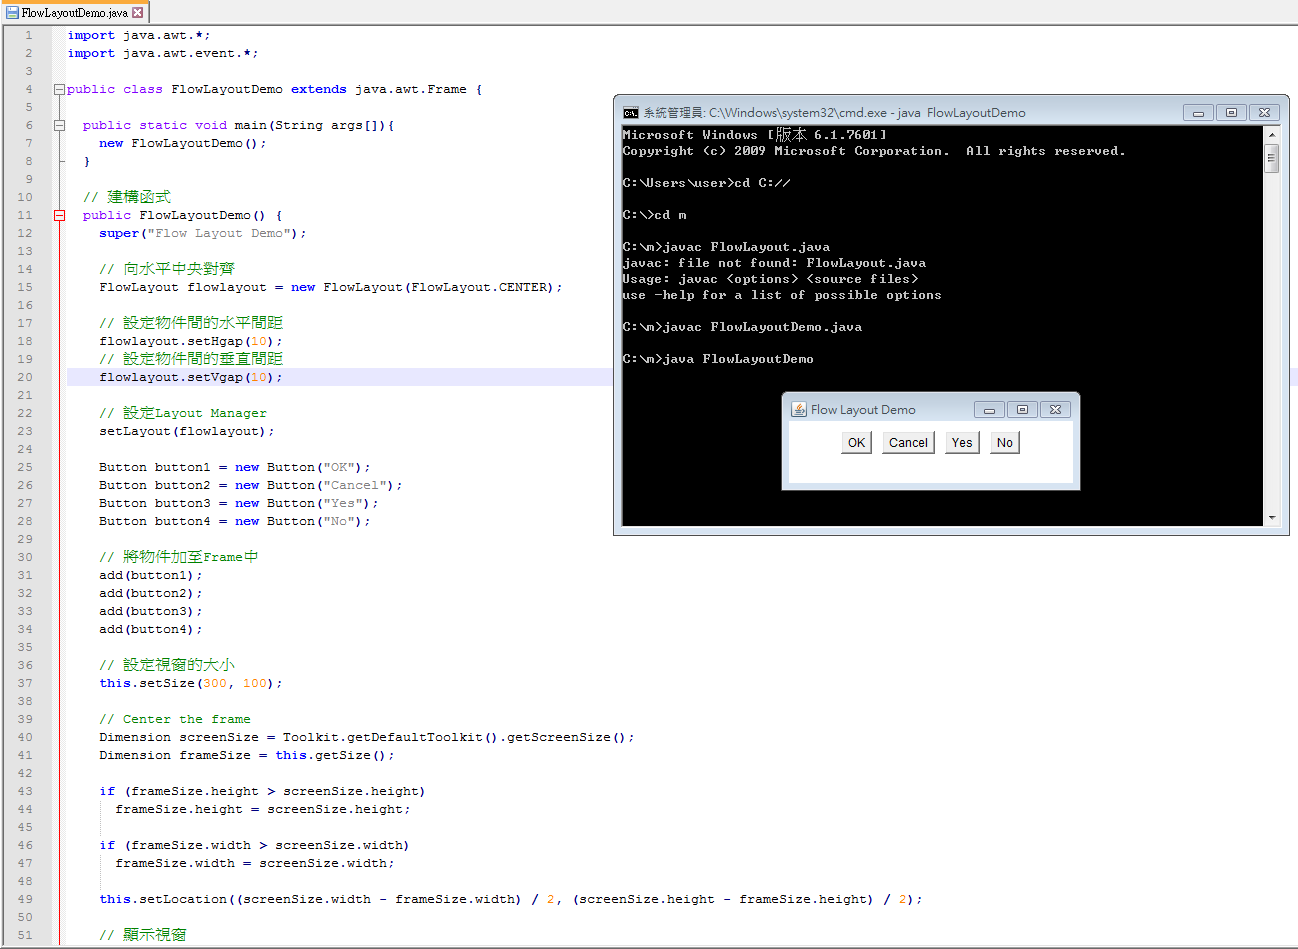 FlowLayoutDemo.java
1 import java.awt.*;
2 import java.awt.event.*;
3
4 public class FlowLayoutDemo extends java.awt.Frame {
5
6 public static void main(String args[]){
7 new FlowLayoutDemo();
8 }
9
10 // 建構函式
11 public FlowLayoutDemo() {
12 super("Flow Layout Demo");
13
14 // 向水平中央對齊
15 FlowLayout flowlayout = new FlowLayout(FlowLayout.CENTER);
16
17 // 設定物件間的水平間距
18 flowlayout.setHgap(10);
19 // 設定物件間的垂直間距
20 flowlayout.setVgap(10);
21
22 // 設定Layout Manager
23 setLayout(flowlayout);
24
25 Button button1 = new Button("OK");
26 Button button2 = new Button("Cancel");
27 Button button3 = new Button("Yes");
28 Button button4 = new Button("No");
29
30 // 將物件加至Frame中
31 add(button1);
32 add(button2);
33 add(button3);
34 add(button4);
35
36 // 設定視窗的大小
37 this.setSize(300, 100);
38
39 // Center the frame
40 Dimension screenSize = Toolkit.getDefaultToolkit().getScreenSize();
41 Dimension frameSize = this.getSize();
42
43 if (frameSize.height > screenSize.height)
44 frameSize.height = screenSize.height;
45
46 if (frameSize.width > screenSize.width)
47 frameSize.width = screenSize.width;
48
49 this.setLocation((screenSize.width - frameSize.width) / 2, (screenSize.height - frameSize.height) / 2);
50
51 // 顯示視窗
系統管理員: C:\Windows\system32\cmd.exe - java FlowLayoutDemo
Microsoft Windows [版本 6.1.7601]
Copyright (c) 2009 Microsoft Corporation. All rights reserved.
C:\Users\user>cd C://
C:\>cd m
C:\m>javac FlowLayout.java
javac: file not found: FlowLayout.java
Usage: javac <options> <source files>
use -help for a list of possible options
C:\m>javac FlowLayoutDemo.java
C:\m>java FlowLayoutDemo
Flow Layout Demo
OK Cancel Yes No